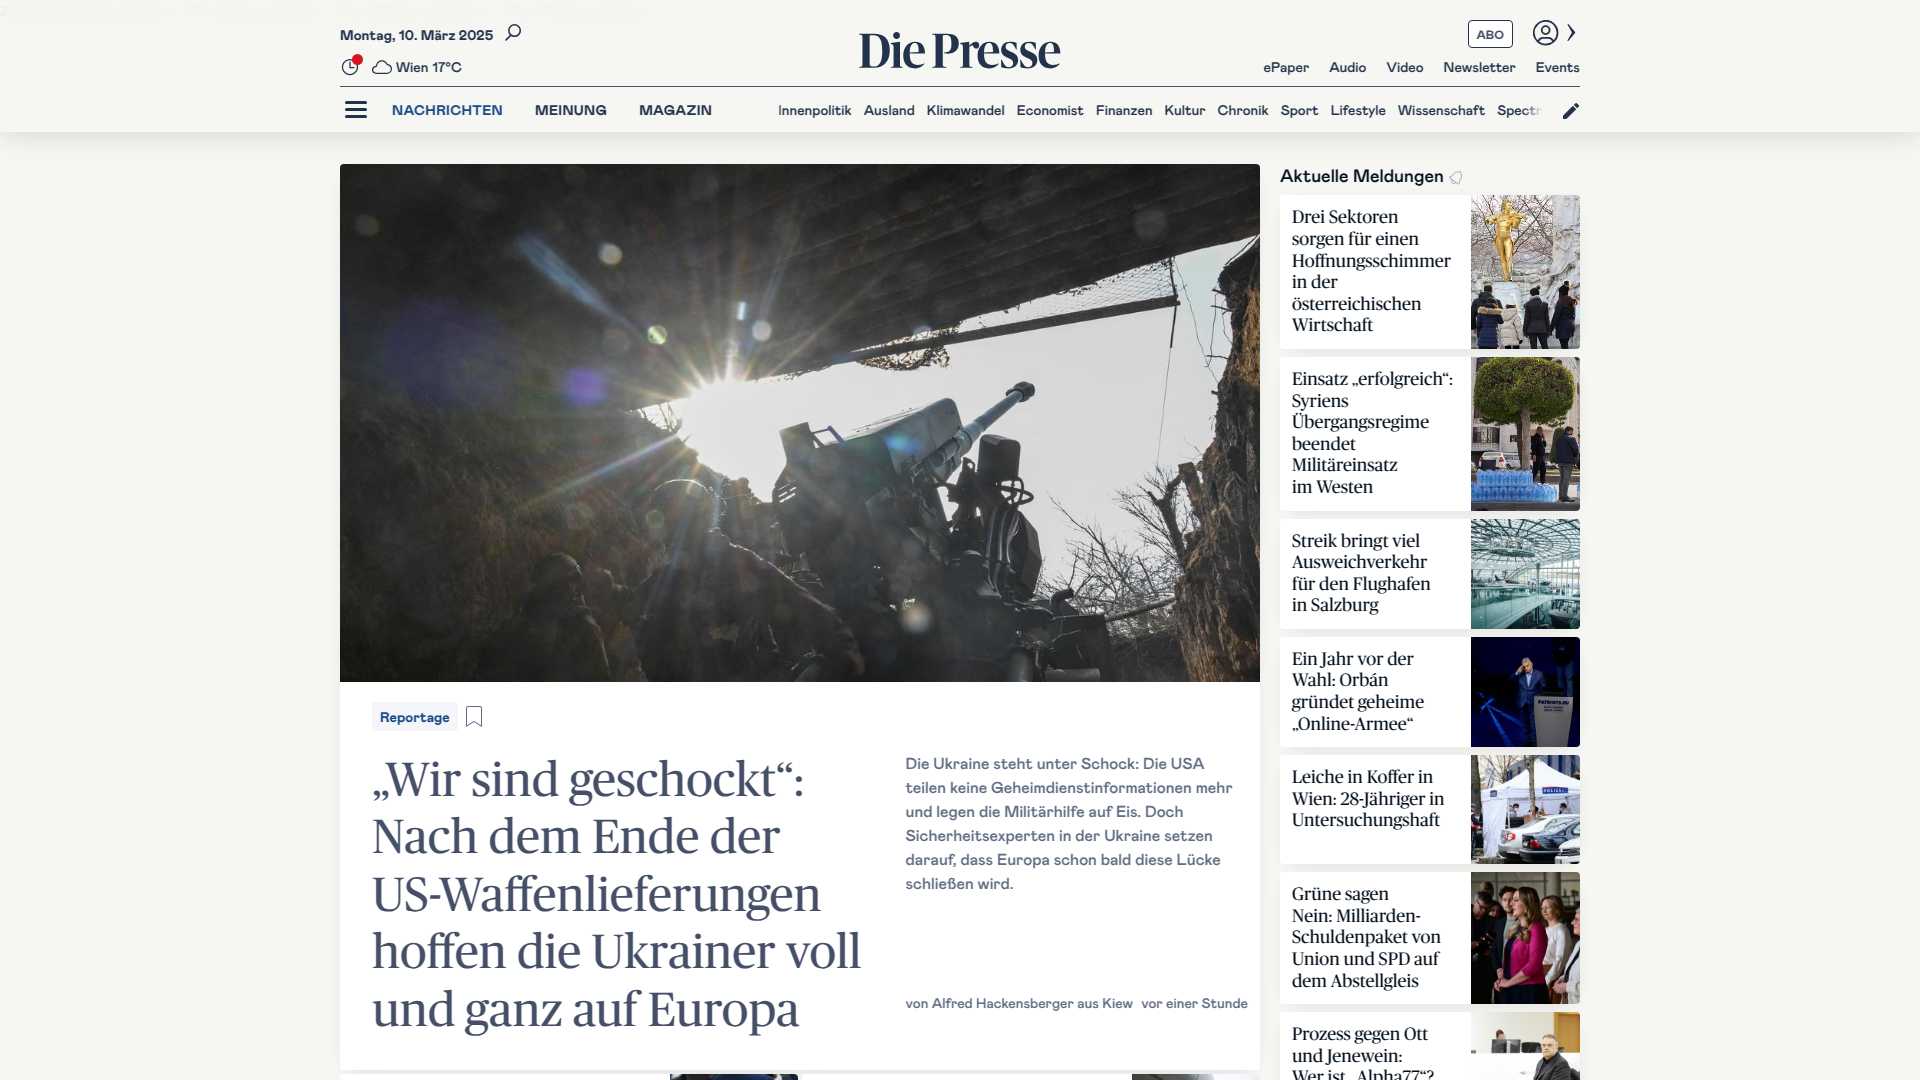 Montag, 10. März 2025
Die Presse
ABO
Wien 17°C
ePaper Audio Video Newsletter Events
NACHRICHTEN MEINUNG MAGAZIN
Innenpolitik Ausland Klimawandel Economist Finanzen Kultur Chronik Sport Lifestyle Wissenschaft Spectr
Reportage
„Wir sind geschockt“:
Nach dem Ende der
US-Waffenlieferungen
hoffen die Ukrainer voll
und ganz auf Europa
Die Ukraine steht unter Schock: Die USA
teilen keine Geheimdienstinformationen mehr
und legen die Militärhilfe auf Eis. Doch
Sicherheitsexperten in der Ukraine setzen
darauf, dass Europa schon bald diese Lücke
schließen wird.
von Alfred Hackensberger aus Kiew vor einer Stunde
Aktuelle Meldungen
Drei Sektoren
sorgen für einen
Hoffnungsschimmer
in der
österreichischen
Wirtschaft
Einsatz „erfolgreich“:
Syriens
Übergangsregime
beendet
Militäreinsatz
im Westen
Streik bringt viel
Ausweichverkehr
für den Flughafen
in Salzburg
Ein Jahr vor der
Wahl: Orbán
gründet geheime
„Online-Armee“
PATRIOTS.EU
Leiche in Koffer in
Wien: 28-Jähriger in
Untersuchungshaft
POLIZEI
Grüne sagen
Nein: Milliarden-
Schuldenpaket von
Union und SPD auf
dem Abstellgleis
Prozess gegen Ott
und Jenewein:
Wer ist „Alpha77“?